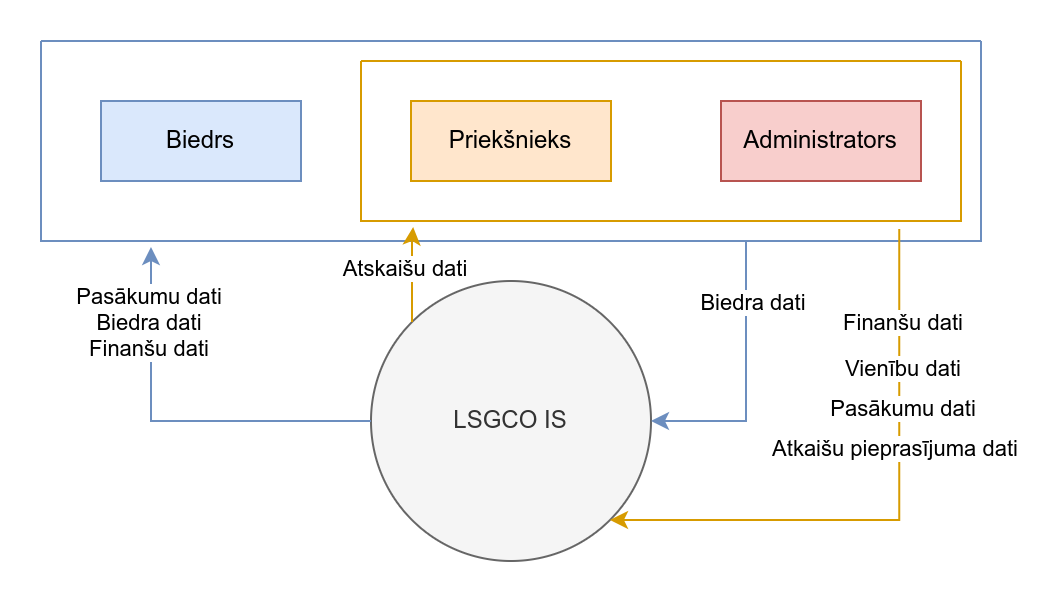 Biedrs
Priekšnieks
Administrators
Atskaišu dati
Pasākumu dati
Biedra dati
Finanšu dati
Biedra dati
Finanšu dati
Vienību dati
Pasākumu dati
Atkaišu pieprasījuma dati
LSGCO IS